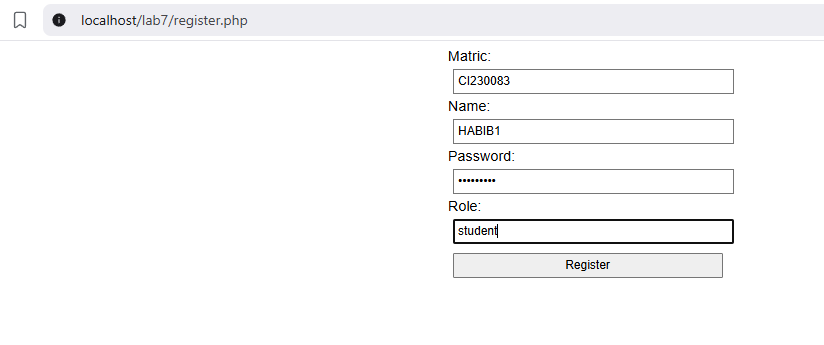 localhost/lab7/register.php
Matric:
CI230083
Name:
HABIB1
Password:
•••••••••
Role:
student
Register